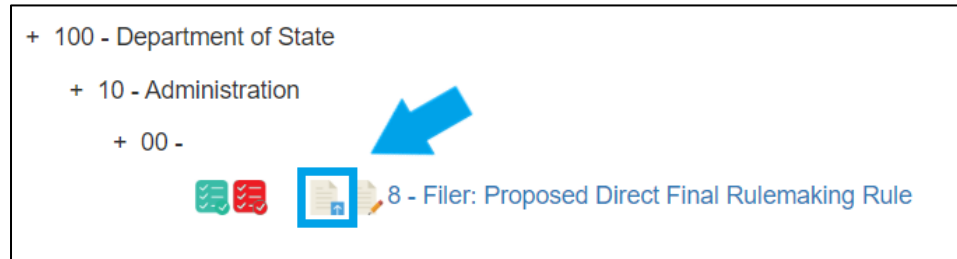 + 100 - Department of State
+ 10 - Administration
+ 00 -
8 - Filer: Proposed Direct Final Rulemaking Rule